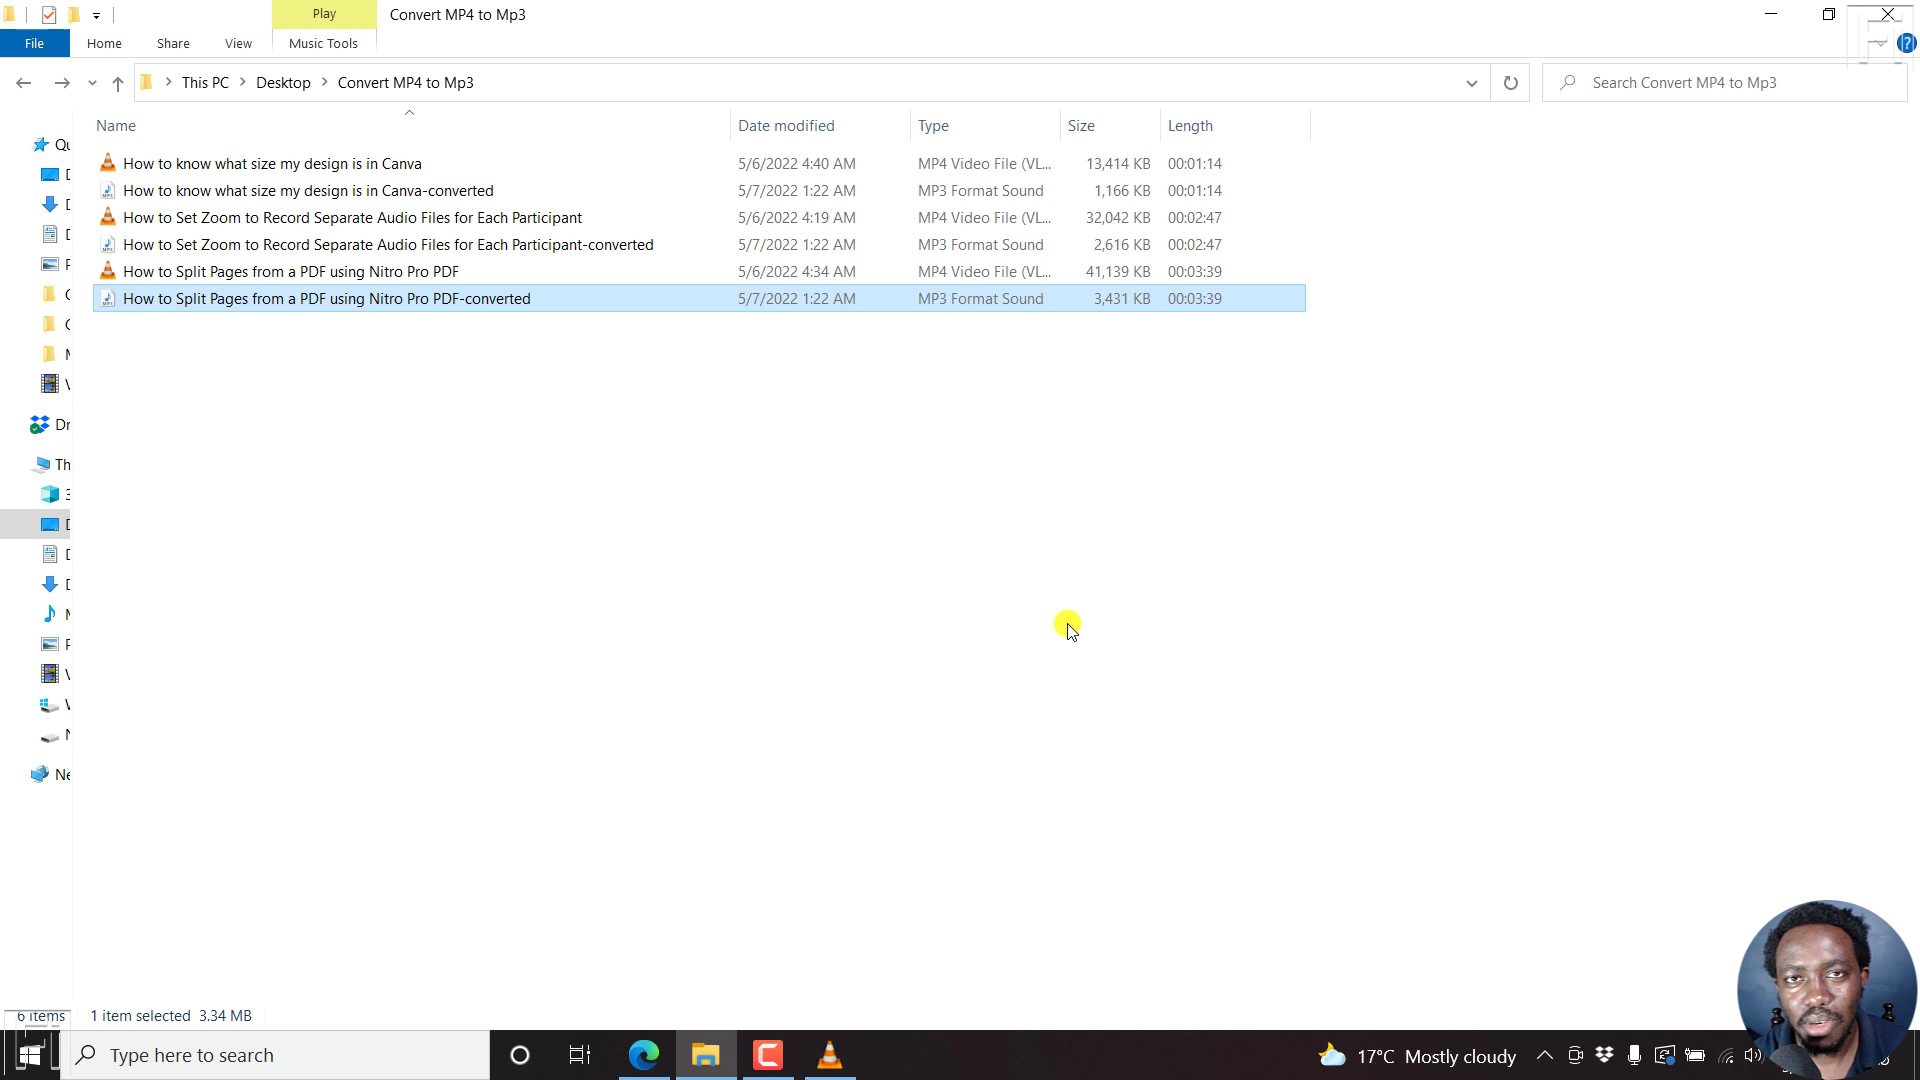 Play
Convert MP4 to Mp3
File
Home
Share
View
Music Tools
This PC
Desktop
Convert MP4 to Mp3
Search Convert MP4 to Mp3
Name
Date modified
Type
Size
Length
How to know what size my design is in Canva 5/6/2022 4:40 AM MP4 Video File (VL... 13,414 KB 00:01:14
How to know what size my design is in Canva-converted 5/7/2022 1:22 AM MP3 Format Sound 1,166 KB 00:01:14
How to Set Zoom to Record Separate Audio Files for Each Participant 5/6/2022 4:19 AM MP4 Video File (VL... 32,042 KB 00:02:47
How to Set Zoom to Record Separate Audio Files for Each Participant-converted 5/7/2022 1:22 AM MP3 Format Sound 2,616 KB 00:02:47
How to Split Pages from a PDF using Nitro Pro PDF 5/6/2022 4:34 AM MP4 Video File (VL... 41,139 KB 00:03:39
How to Split Pages from a PDF using Nitro Pro PDF-converted 5/7/2022 1:22 AM MP3 Format Sound 3,431 KB 00:03:39
6 items
1 item selected 3.34 MB
Type here to search
17°C Mostly cloudy